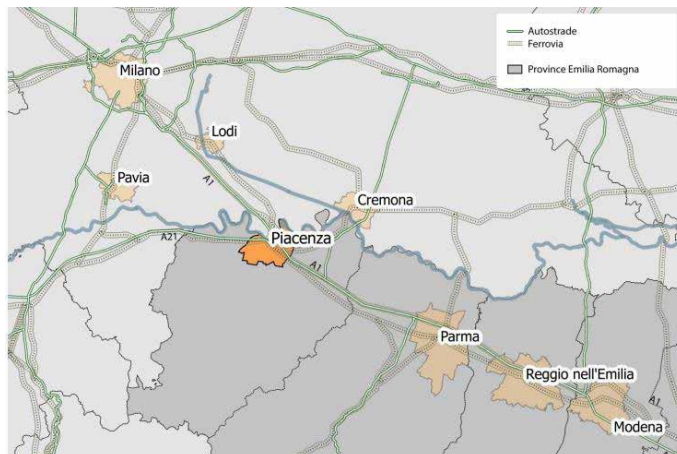 Autostrade
Ferrovia
Province Emilia Romagna
Milano
Lodi
Pavia
A1
Cremona
A21
Piacenza
A1
Parma
Reggio nell'Emilia
A1
Modena